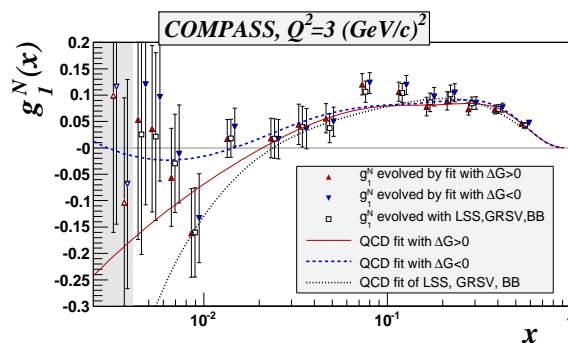 COMPASS, Q²=3 (GeV/c)²
g₁ᴺ(x)
0.2
0.15
0.1
0.05
-0
-0.05
-0.1
-0.15
-0.2
-0.25
-0.3
g₁ᴺ evolved by fit with ΔG>0
g₁ᴺ evolved by fit with ΔG<0
g₁ᴺ evolved with LSS,GRSV,BB
QCD fit with ΔG>0
QCD fit with ΔG<0
QCD fit of LSS, GRSV, BB
10⁻² 10⁻¹ 1
x